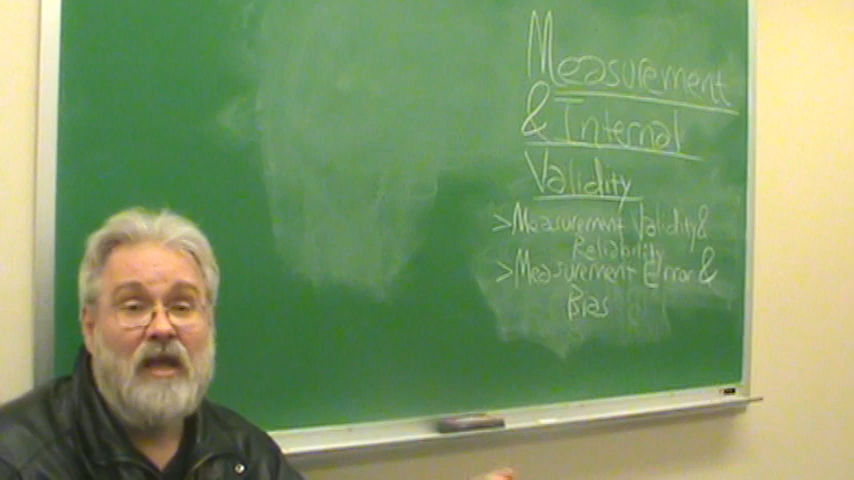 Measurement
& Internal
Validity
>Measurement Validity &
Reliability
>Measurement Error &
Bias